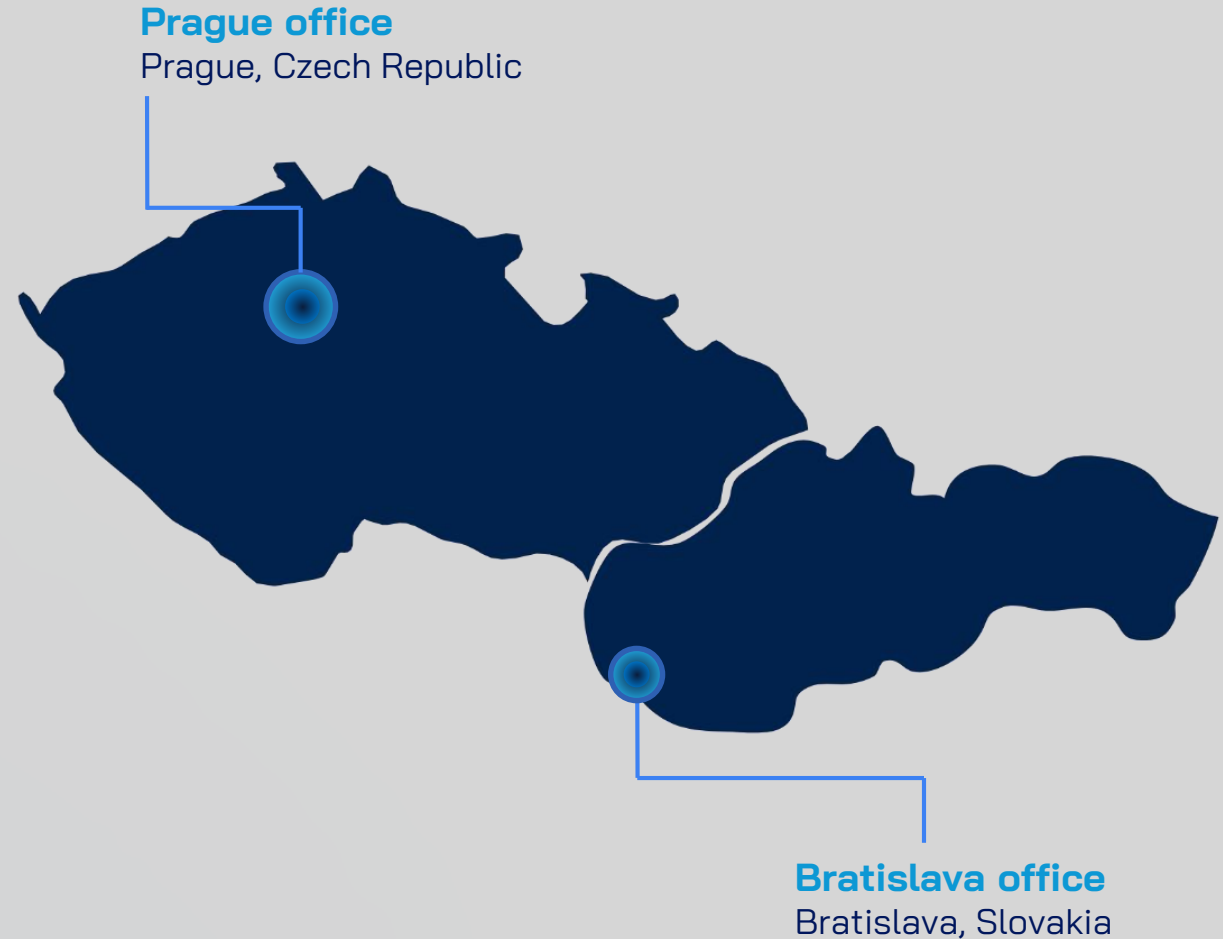 Prague office
Prague, Czech Republic
Bratislava office
Bratislava, Slovakia